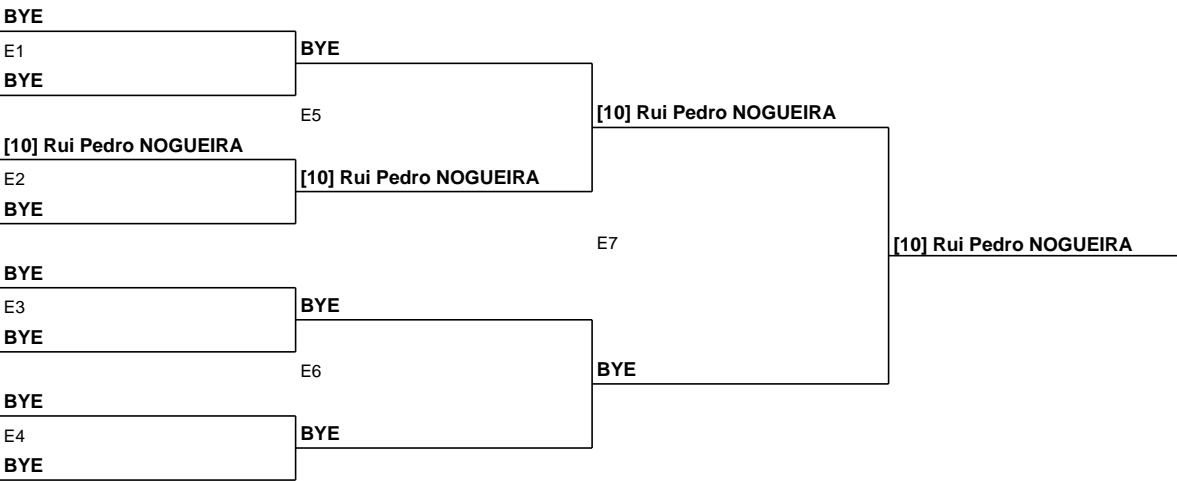 BYE
E1
BYE
BYE
E5
[10] Rui Pedro NOGUEIRA
[10] Rui Pedro NOGUEIRA
E2
[10] Rui Pedro NOGUEIRA
BYE
E7
[10] Rui Pedro NOGUEIRA
BYE
E3
BYE
BYE
E6
BYE
BYE
E4
BYE
BYE